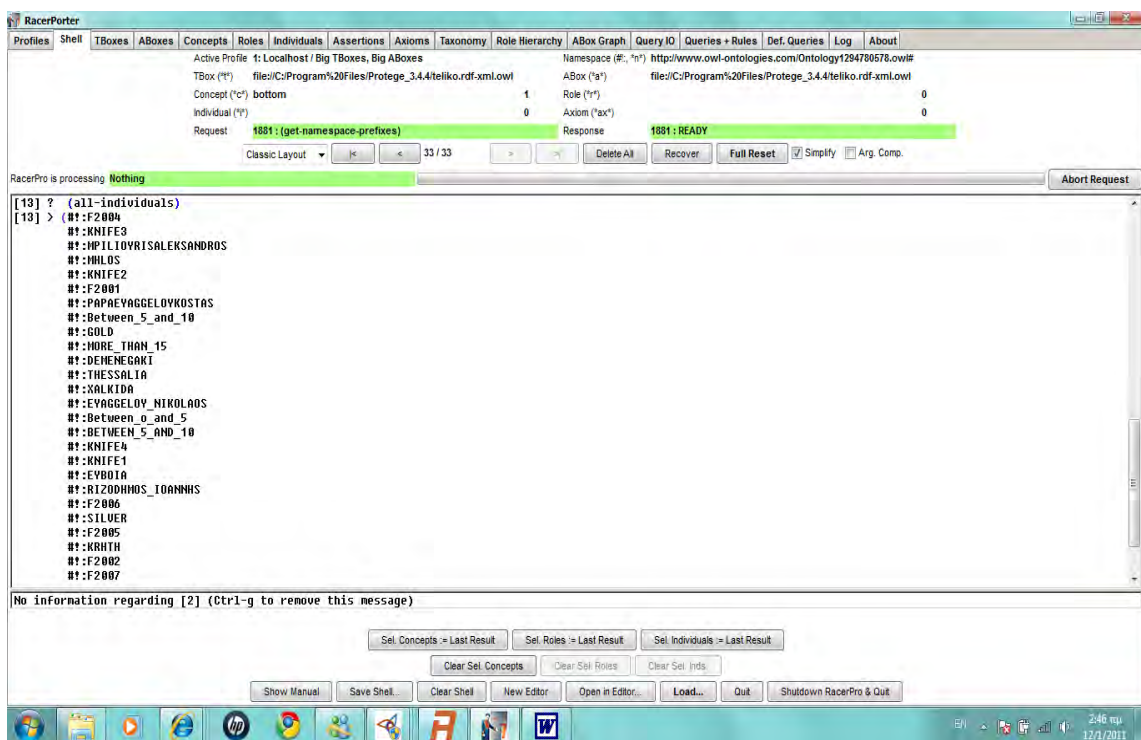 RacerPorter
Profiles Shell TBoxes ABoxes Concepts Roles Individuals Assertions Axioms Taxonomy Role Hierarchy ABox Graph Query IO Queries + Rules Def. Queries Log About
Active Profile 1: Localhost / Big TBoxes, Big ABoxes Namespace (#!:, *n*) http://www.owl-ontologies.com/Ontology1294780578.owl#
TBox (*t*) file://C:/Program%20Files/Protege_3.4.4/teliko.rdf-xml.owl ABox (*a*) file://C:/Program%20Files/Protege_3.4.4/teliko.rdf-xml.owl
Concept (*c*) bottom 1 Role (*r*) 0
Individual (*i*) 0 Axiom (*ax*) 0
Request 1881 : (get-namespace-prefixes) Response 1881 : READY
Classic Layout |< < 33 / 33 > >| Delete All Recover Full Reset Simplify Arg. Comp.
RacerPro is processing Nothing Abort Request
[13] ? (all-individuals)
[13] > (#!:F2004
#!:KNIFE3
#!:MPILIOYRISALEKSANDROS
#!:MHLOS
#!:KNIFE2
#!:F2001
#!:PAPAEYAGGELOYKOSTAS
#!:Between_5_and_10
#!:GOLD
#!:MORE_THAN_15
#!:DEMENEGAKI
#!:THESSALIA
#!:XALKIDA
#!:EYAGGELOY_NIKOLAOS
#!:Between_o_and_5
#!:BETWEEN_5_AND_10
#!:KNIFE4
#!:KNIFE1
#!:EYBOIA
#!:RIZODHMOS_IOANNHS
#!:F2006
#!:SILVER
#!:F2005
#!:KRHTH
#!:F2002
#!:F2007
No information regarding [2] (Ctrl-g to remove this message)
Sel. Concepts := Last Result Sel. Roles := Last Result Sel. Individuals := Last Result
Clear Sel. Concepts Clear Sel. Roles Clear Sel. Inds.
Show Manual Save Shell... Clear Shell New Editor Open in Editor... Load... Quit Shutdown RacerPro & Quit
hp W EN 2:46 πμ
12/1/2011